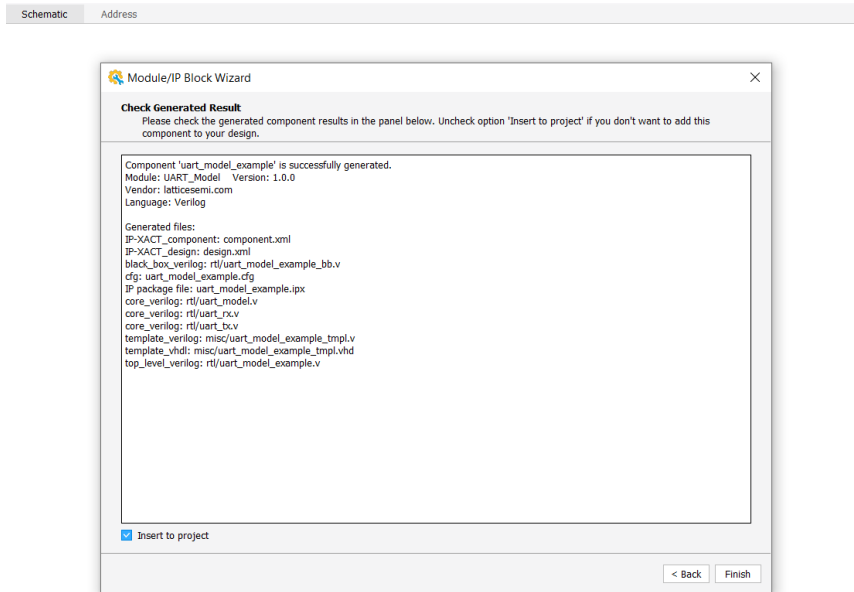 Schematic Address
Module/IP Block Wizard
Check Generated Result
Please check the generated component results in the panel below. Uncheck option 'Insert to project' if you don't want to add this
component to your design.
Component 'uart_model_example' is successfully generated.
Module: UART_Model Version: 1.0.0
Vendor: latticesemi.com
Language: Verilog
Generated files:
IP-XACT_component: component.xml
IP-XACT_design: design.xml
black_box_verilog: rtl/uart_model_example_bb.v
cfg: uart_model_example.cfg
IP package file: uart_model_example.ipx
core_verilog: rtl/uart_model.v
core_verilog: rtl/uart_rx.v
core_verilog: rtl/uart_tx.v
template_verilog: misc/uart_model_example_tmpl.v
template_vhdl: misc/uart_model_example_tmpl.vhd
top_level_verilog: rtl/uart_model_example.v
Insert to project
< Back Finish